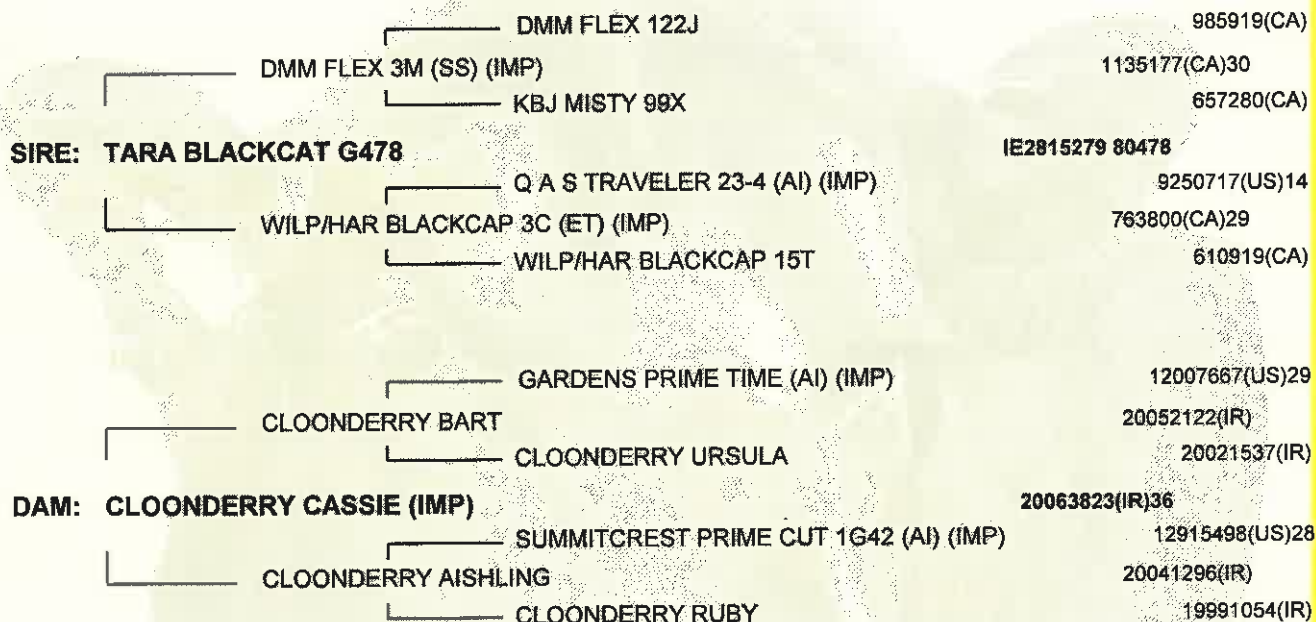 DMM FLEX 122J 985919(CA)
DMM FLEX 3M (SS) (IMP) 1135177(CA)30
KBJ MISTY 99X 657280(CA)
SIRE: TARA BLACKCAT G478 IE2815279 80478
Q A S TRAVELER 23-4 (AI) (IMP) 9250717(US)14
WILP/HAR BLACKCAP 3C (ET) (IMP) 763800(CA)29
WILP/HAR BLACKCAP 15T 610919(CA)
GARDENS PRIME TIME (AI) (IMP) 12007667(US)29
CLOONDERRY BART 20052122(IR)
CLOONDERRY URSULA 20021537(IR)
DAM: CLOONDERRY CASSIE (IMP) 20063823(IR)36
SUMMITCREST PRIME CUT 1G42 (AI) (IMP) 12915498(US)28
CLOONDERRY AISHLING 20041296(IR)
CLOONDERRY RUBY 19991054(IR)